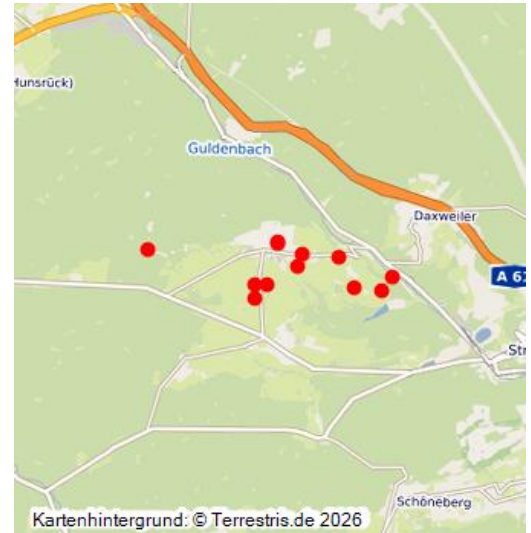 Hunsrück)
Guldenbach
Daxweiler
A 61
Str
Schöneberg
Kartenhintergrund: © Terrestris.de 2026